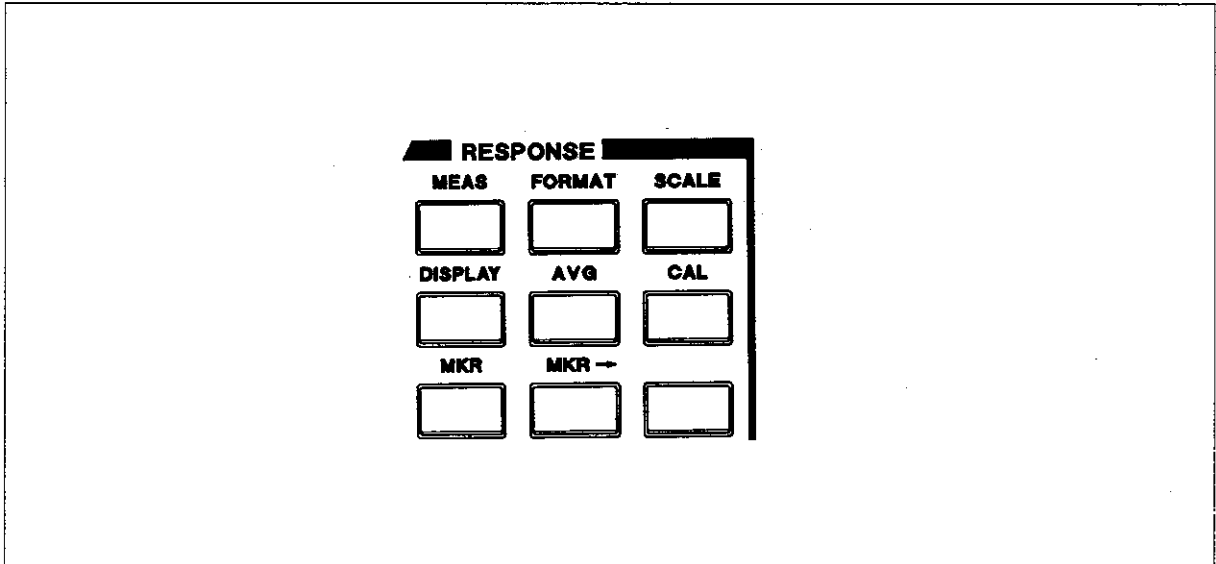 RESPONSE
MEAS FORMAT SCALE
DISPLAY AVG CAL
MKR MKR →